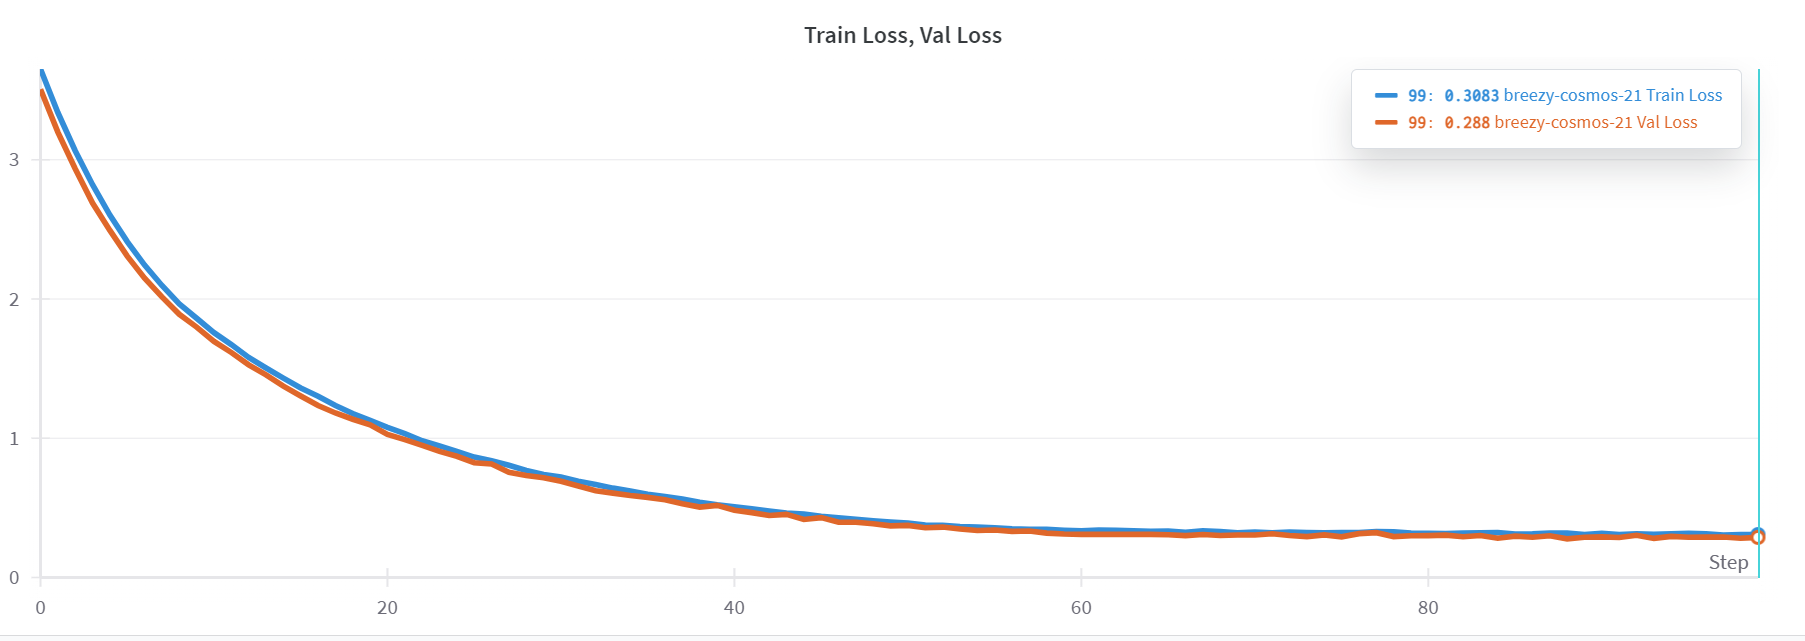 Train Loss, Val Loss
99: 0.3083 breezy-cosmos-21 Train Loss
99: 0.288 breezy-cosmos-21 Val Loss
3
2
1
0
Step
0 20 40 60 80